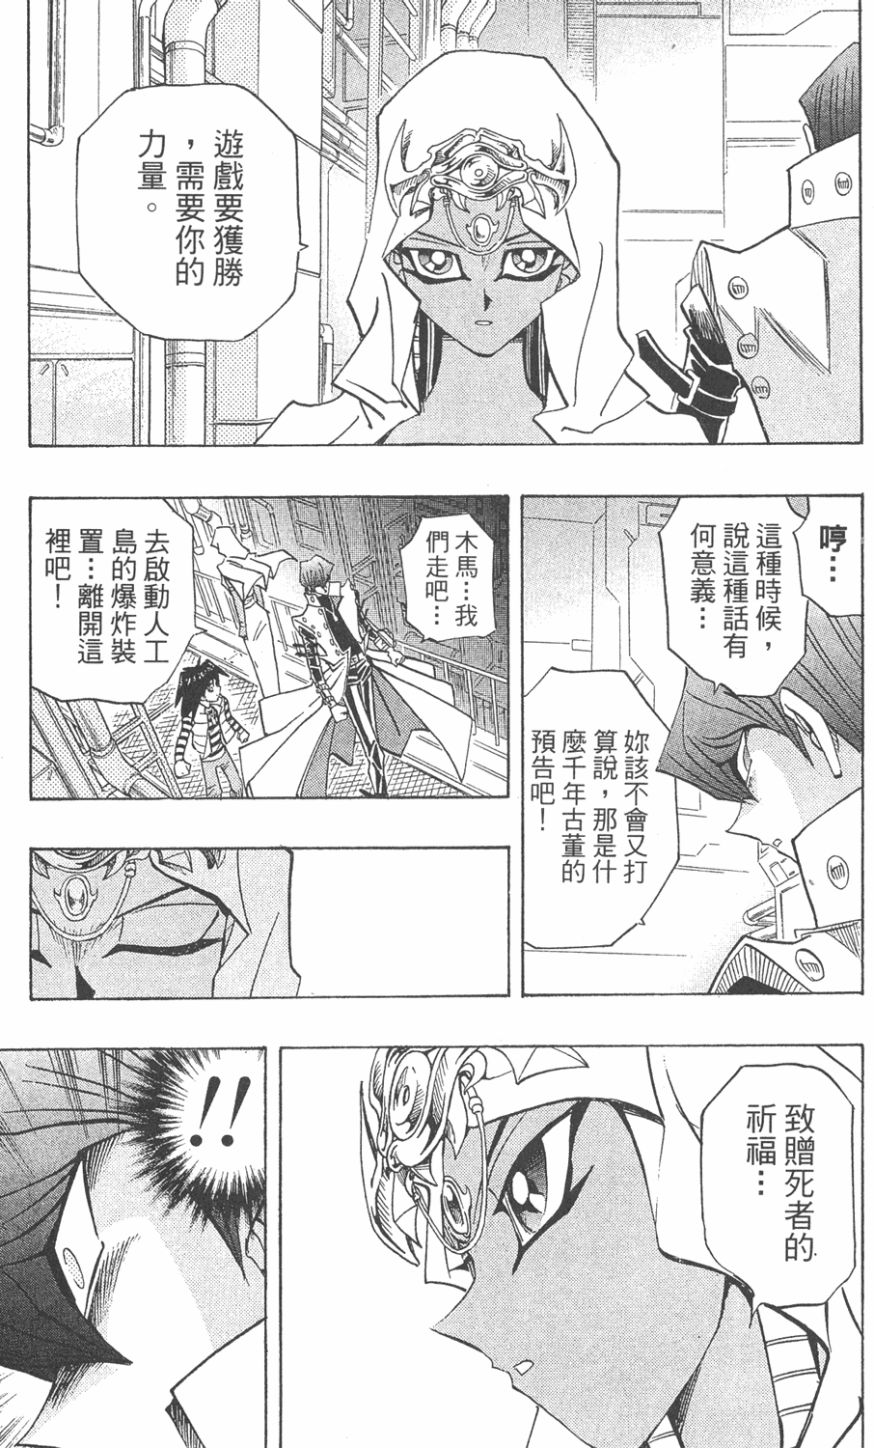 遊戲要獲勝
，需要你的
力量。
哼…
這種時候，
說這種話有
何意義…
妳該不會又打
算說，那是什
麼千年古董的
預告吧！
木馬…我
們走吧…
去啟動人工
島的爆炸裝
置…離開這
裡吧！
致贈死者的
祈福…
!!